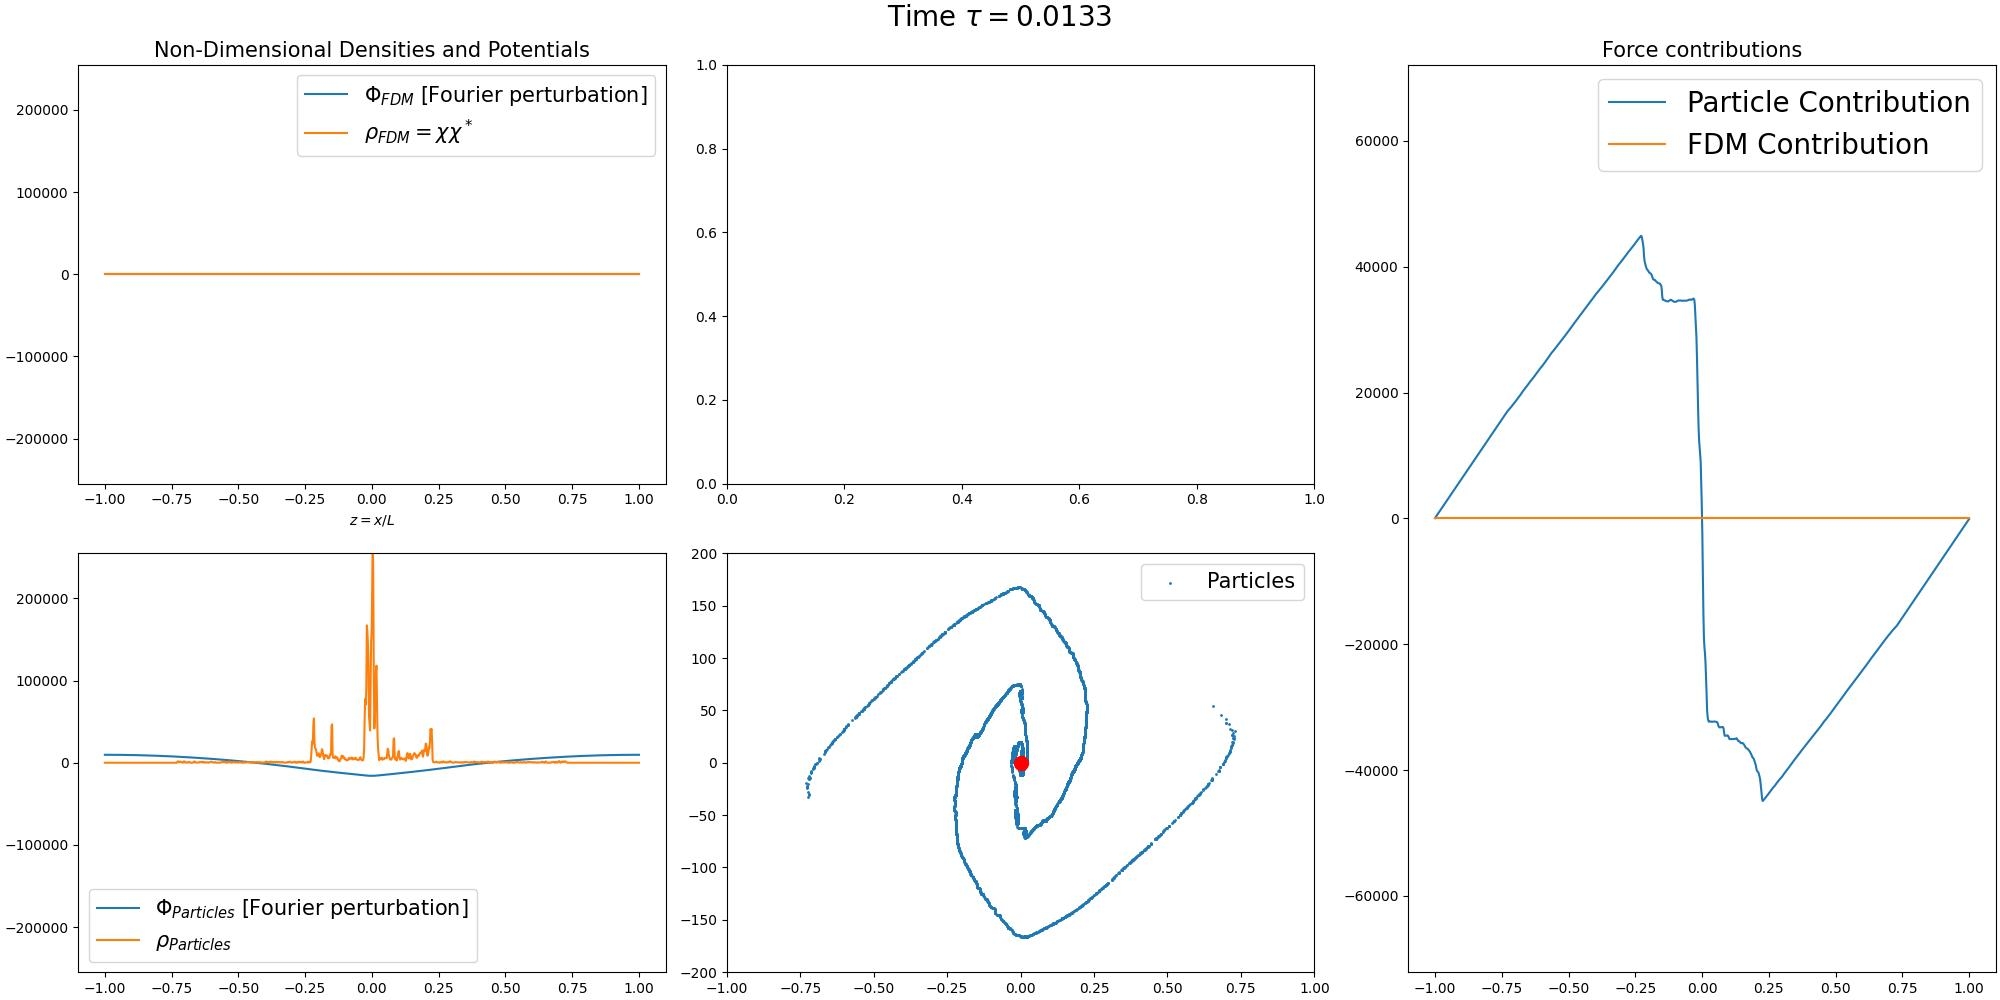 Time τ = 0.0133
Non-Dimensional Densities and Potentials
200000
100000
0
−100000
−200000
Φ_FDM [Fourier perturbation]
ρ_FDM = χχ*
−1.00 −0.75 −0.50 −0.25 0.00 0.25 0.50 0.75 1.00
z = x/L
1.0
0.8
0.6
0.4
0.2
0.0
0.0 0.2 0.4 0.6 0.8 1.0
200000
100000
0
−100000
−200000
Φ_Particles [Fourier perturbation]
ρ_Particles
−1.00 −0.75 −0.50 −0.25 0.00 0.25 0.50 0.75 1.00
200
150
100
50
0
−50
−100
−150
−200
Particles
−1.00 −0.75 −0.50 −0.25 0.00 0.25 0.50 0.75 1.00
Force contributions
Particle Contribution
FDM Contribution
60000
40000
20000
0
−20000
−40000
−60000
−1.00 −0.75 −0.50 −0.25 0.00 0.25 0.50 0.75 1.00